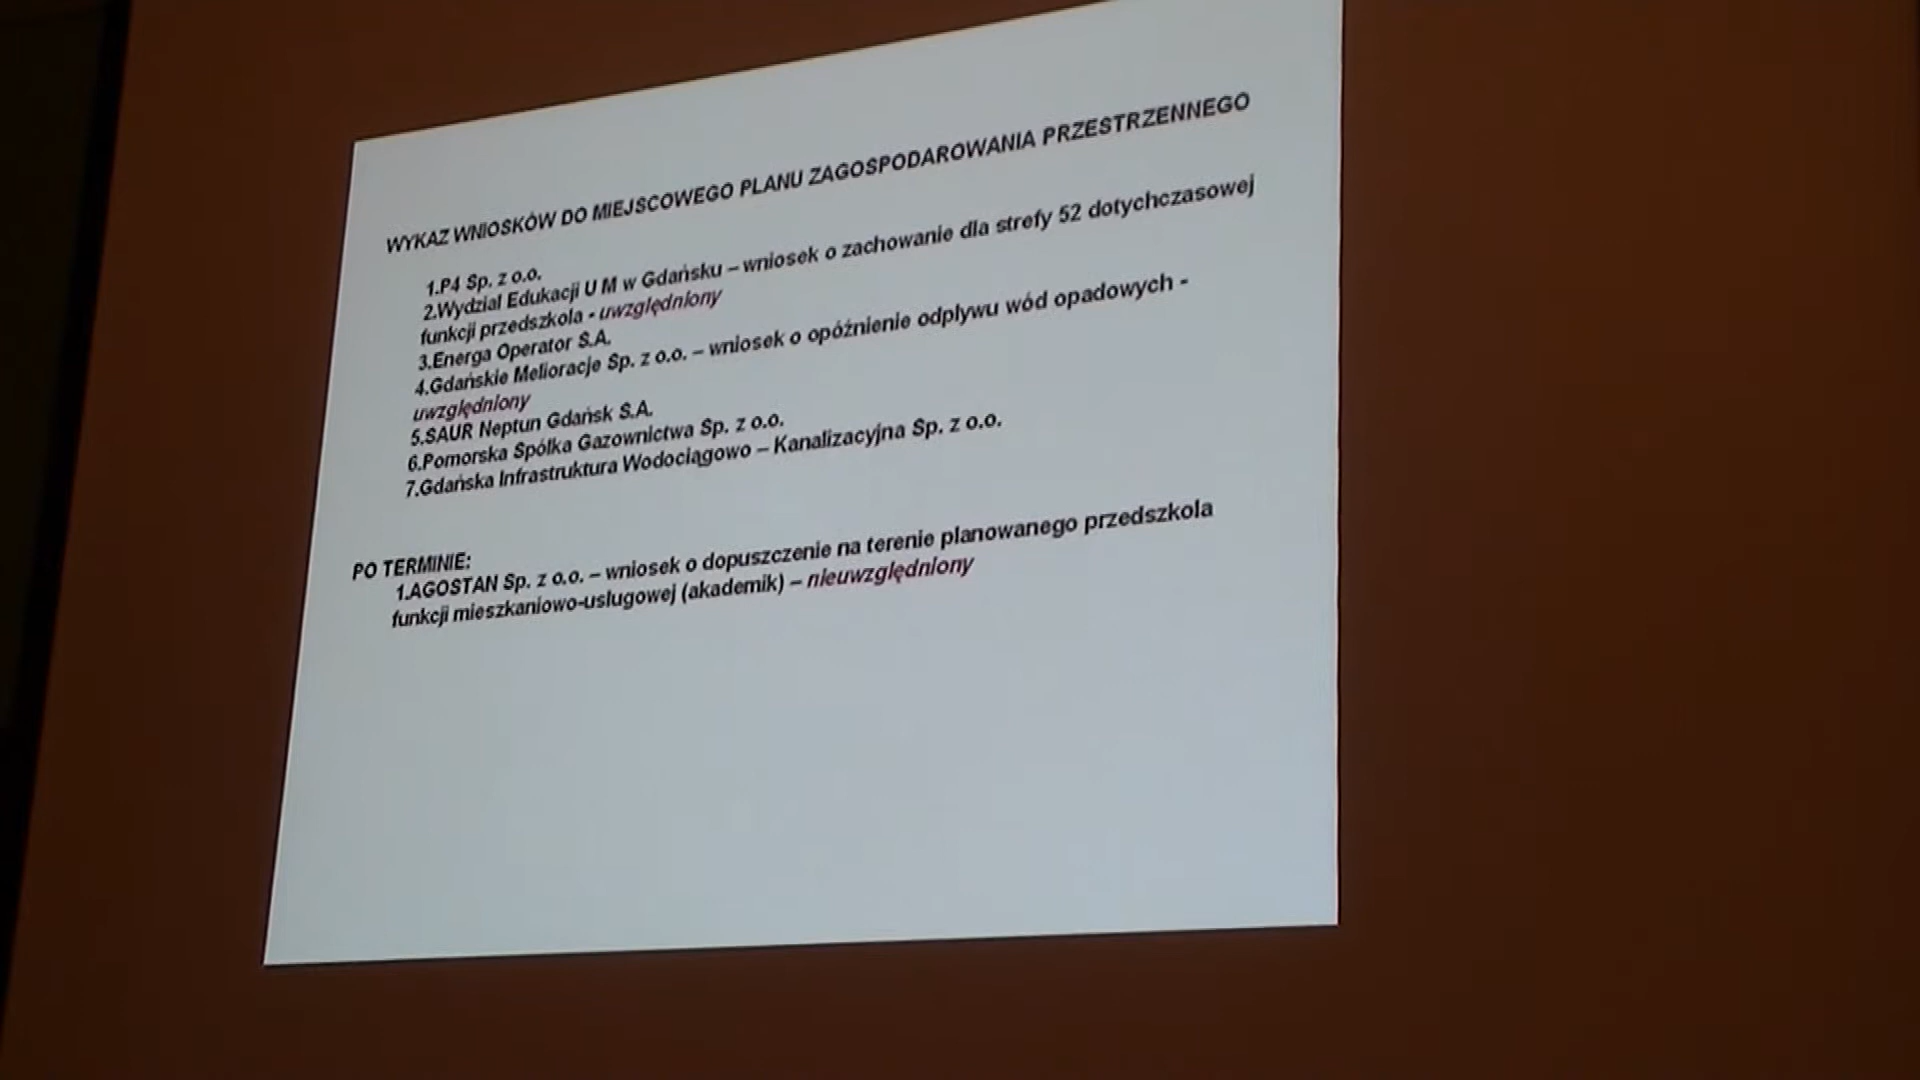 WYKAZ WNIOSKÓW DO MIEJSCOWEGO PLANU ZAGOSPODAROWANIA PRZESTRZENNEGO
1.P4 Sp. z o.o.
2.Wydział Edukacji U M w Gdańsku – wniosek o zachowanie dla strefy 52 dotychczasowej
funkcji przedszkola - uwzględniony
3.Energa Operator S.A.
4.Gdańskie Melioracje Sp. z o.o. – wniosek o opóźnienie odpływu wód opadowych -
uwzględniony
5.SAUR Neptun Gdańsk S.A.
6.Pomorska Spółka Gazownictwa Sp. z o.o.
7.Gdańska Infrastruktura Wodociągowo – Kanalizacyjna Sp. z o.o.
PO TERMINIE:
1.AGOSTAN Sp. z o.o. – wniosek o dopuszczenie na terenie planowanego przedszkola
funkcji mieszkaniowo-usługowej (akademik) – nieuwzględniony